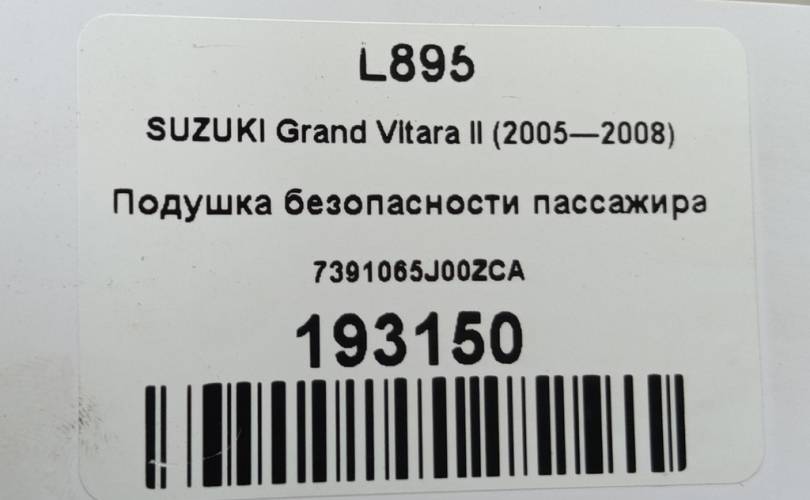 L895
SUZUKI Grand Vitara II (2005—2008)
Подушка безопасности пассажира
7391065J00ZCA
193150